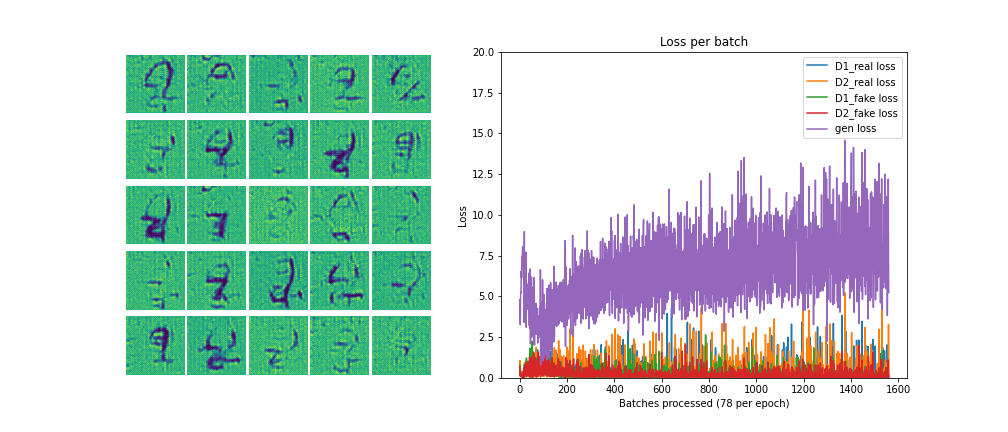 Loss per batch
20.0
17.5
15.0
12.5
10.0
7.5
5.0
2.5
0.0
Loss
D1_real loss
D2_real loss
D1_fake loss
D2_fake loss
gen loss
0 200 400 600 800 1000 1200 1400 1600
Batches processed (78 per epoch)